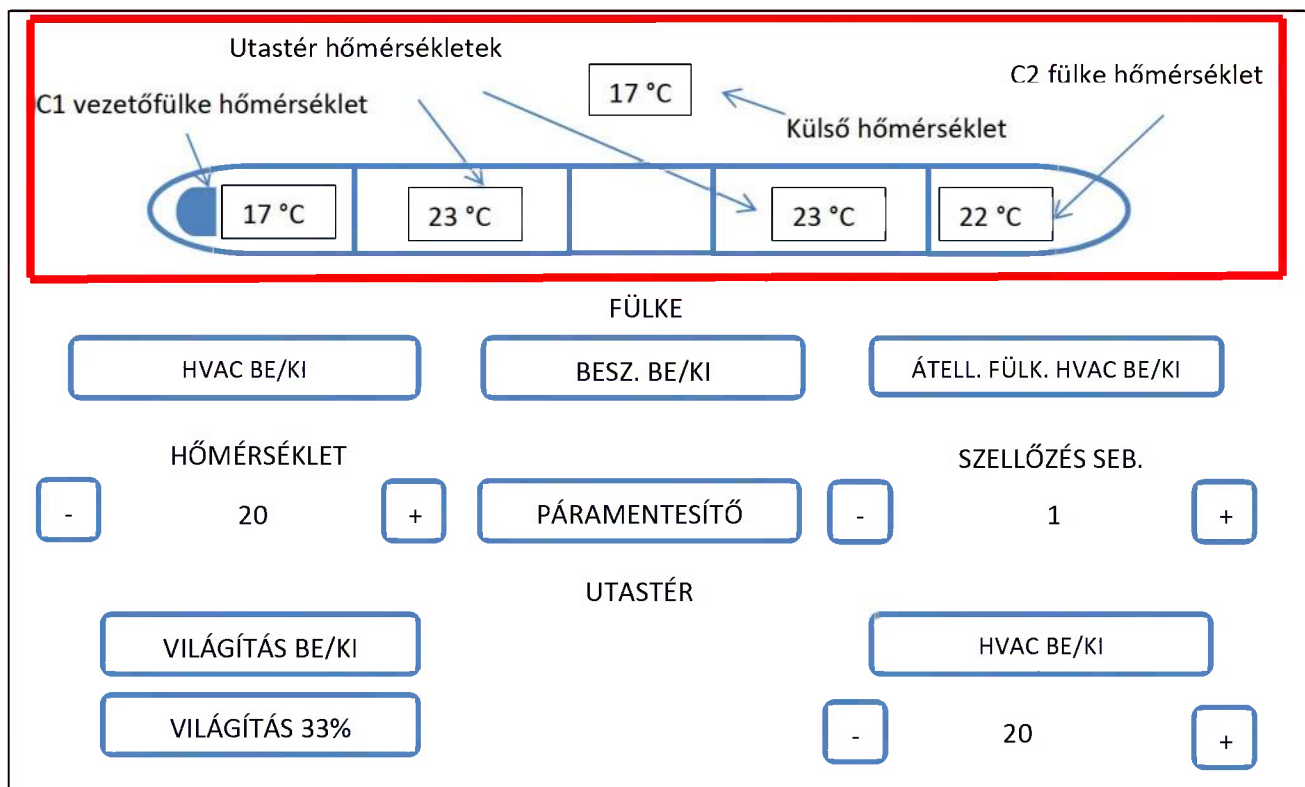 Utastér hőmérsékletek
C2 fülke hőmérséklet
17 °C
C1 vezetőfülke hőmérséklet
Külső hőmérséklet
17 °C
23 °C
23 °C
22 °C
FÜLKE
HVAC BE/KI
BESZ. BE/KI
ÁTELL. FÜLK. HVAC BE/KI
HŐMÉRSÉKLET
SZELLŐZÉS SEB.
-
20
+
PÁRAMENTESÍTŐ
-
1
+
UTASTÉR
VILÁGÍTÁS BE/KI
HVAC BE/KI
VILÁGÍTÁS 33%
-
20
+